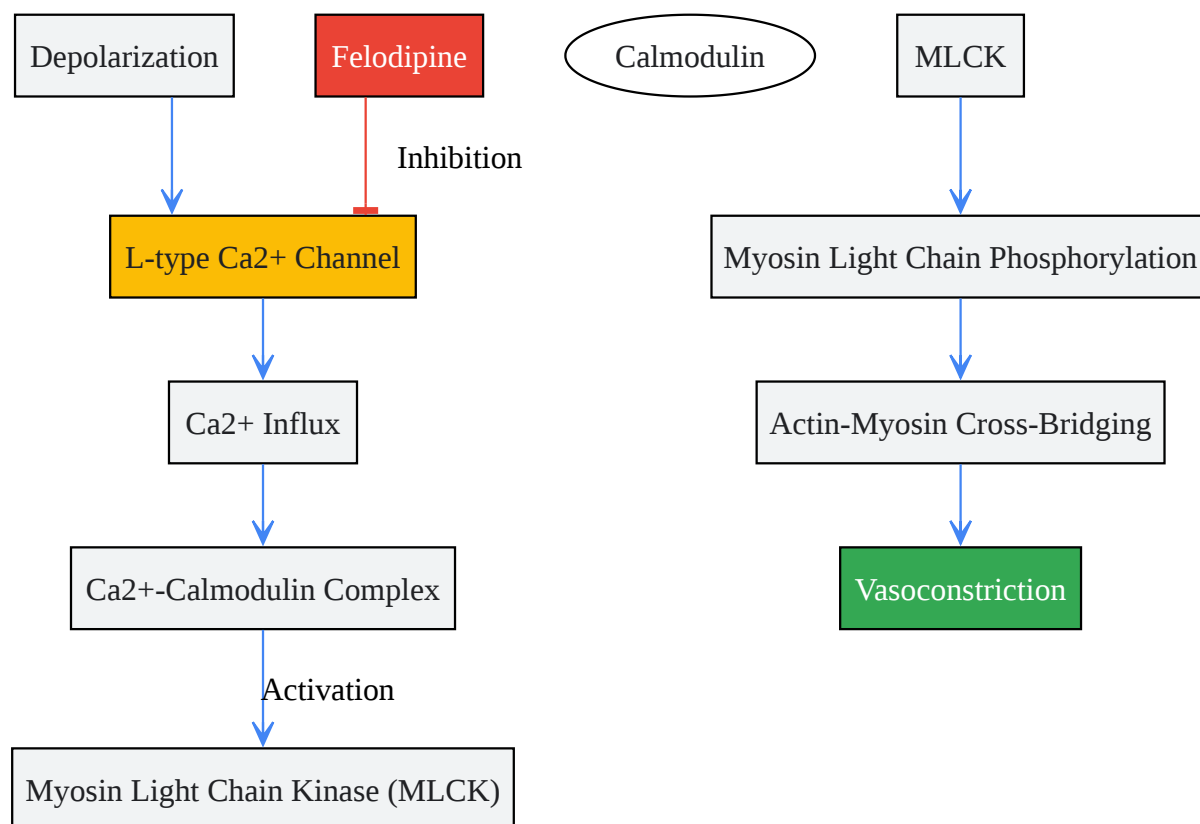 Depolarization
Felodipine
Calmodulin
MLCK
Inhibition
L-type Ca2+ Channel
Myosin Light Chain Phosphorylation
Ca2+ Influx
Actin-Myosin Cross-Bridging
Ca2+-Calmodulin Complex
Vasoconstriction
Activation
Myosin Light Chain Kinase (MLCK)